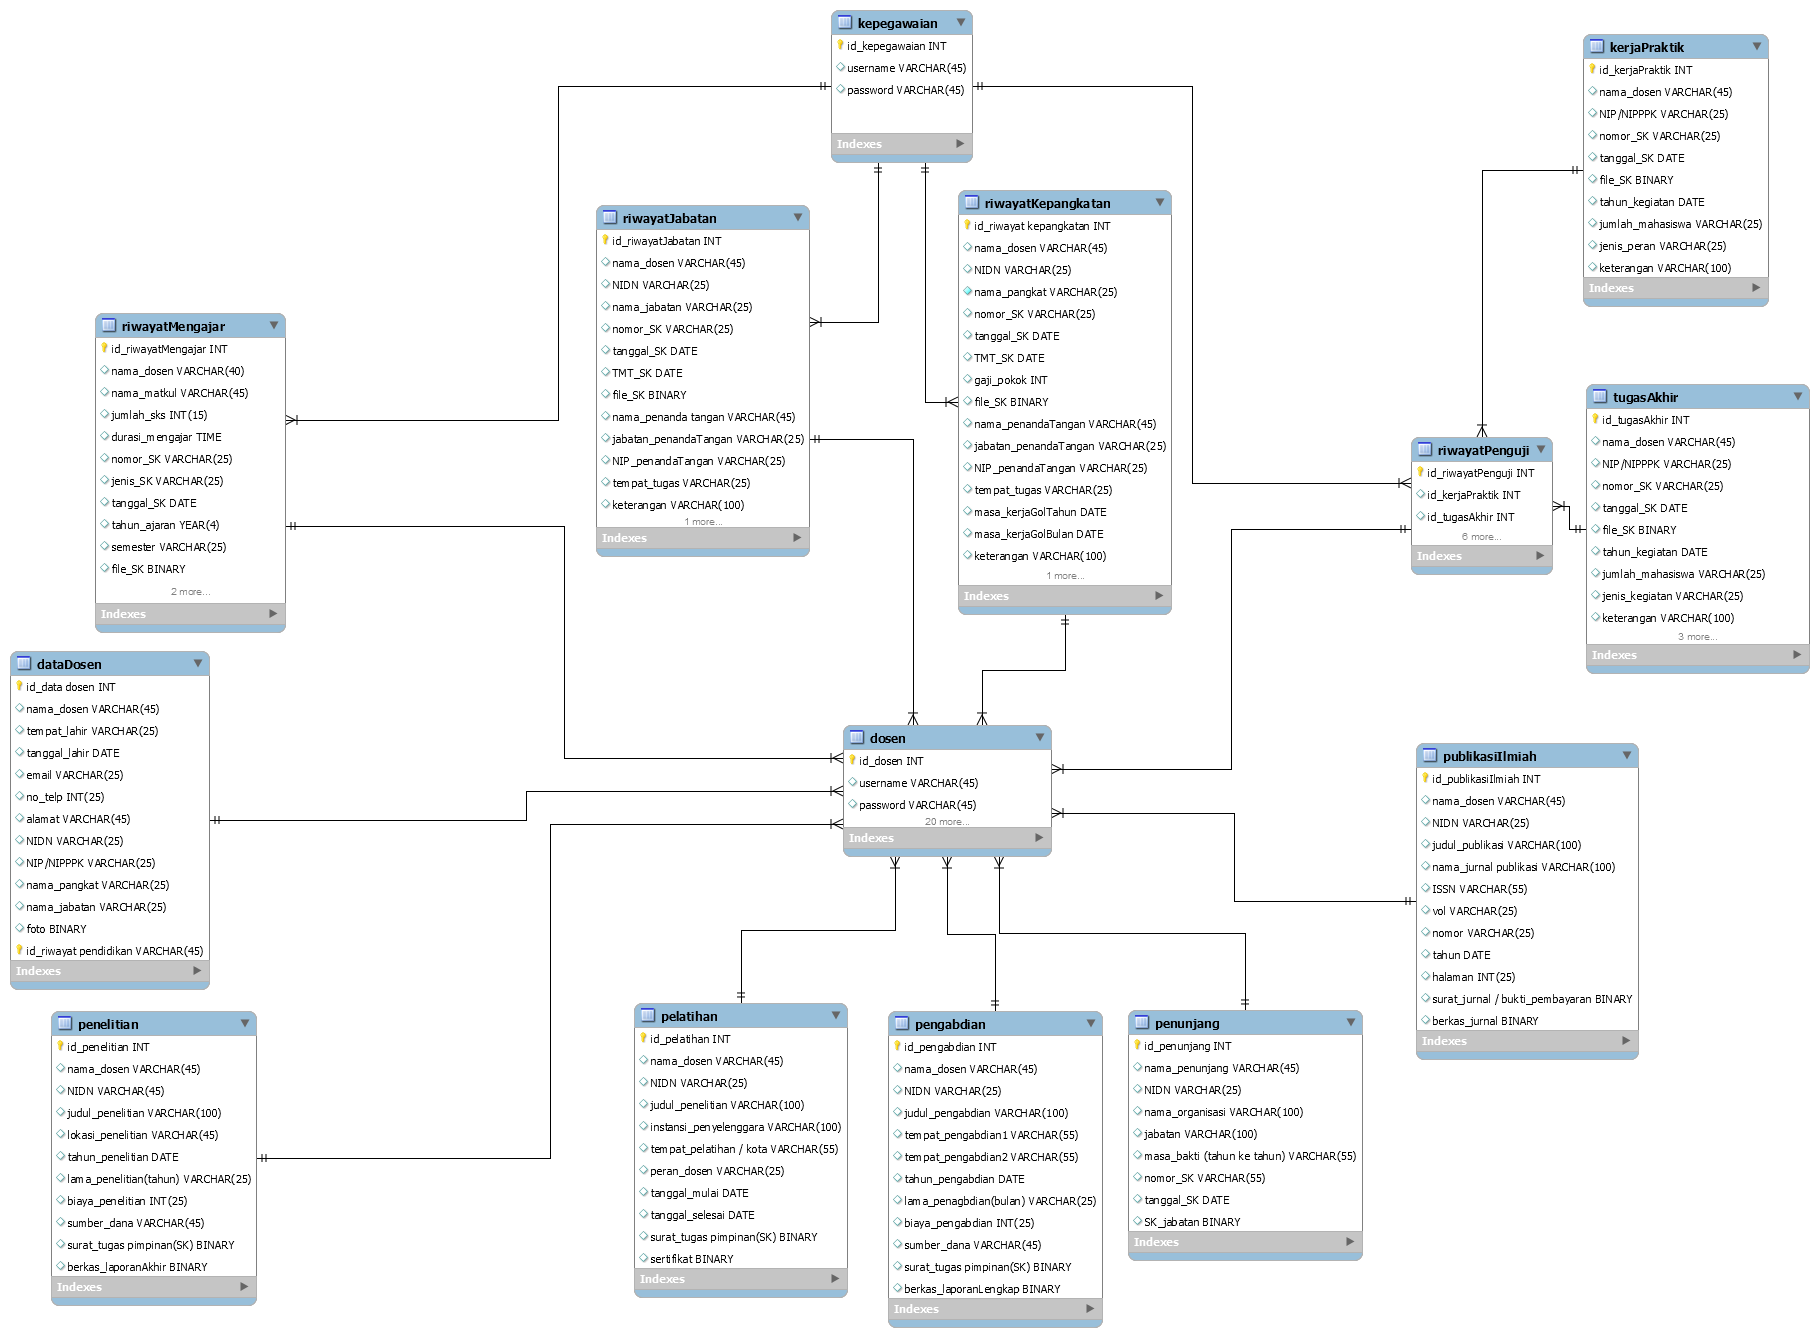 kepegawaian
id_kepegawaian INT
username VARCHAR(45)
password VARCHAR(45)
Indexes
kerjaPraktik
id_kerjaPraktik INT
nama_dosen VARCHAR(45)
NIP/NIPPPK VARCHAR(25)
nomor_SK VARCHAR(25)
tanggal_SK DATE
file_SK BINARY
tahun_kegiatan DATE
jumlah_mahasiswa VARCHAR(25)
jenis_peran VARCHAR(25)
keterangan VARCHAR(100)
Indexes
riwayatJabatan
id_riwayatJabatan INT
nama_dosen VARCHAR(45)
NIDN VARCHAR(25)
nama_jabatan VARCHAR(25)
nomor_SK VARCHAR(25)
tanggal_SK DATE
TMT_SK DATE
file_SK BINARY
nama_penanda tangan VARCHAR(45)
jabatan_penandaTangan VARCHAR(25)
NIP_penandaTangan VARCHAR(25)
tempat_tugas VARCHAR(25)
keterangan VARCHAR(100)
1 more...
Indexes
riwayatKepangkatan
id_riwayat kepangkatan INT
nama_dosen VARCHAR(45)
NIDN VARCHAR(25)
nama_pangkat VARCHAR(25)
nomor_SK VARCHAR(25)
tanggal_SK DATE
TMT_SK DATE
gaji_pokok INT
file_SK BINARY
nama_penandaTangan VARCHAR(45)
jabatan_penandaTangan VARCHAR(25)
NIP_penandaTangan VARCHAR(25)
tempat_tugas VARCHAR(25)
masa_kerjaGolTahun DATE
masa_kerjaGolBulan DATE
keterangan VARCHAR(100)
1 more...
Indexes
riwayatMengajar
id_riwayatMengajar INT
nama_dosen VARCHAR(40)
nama_matkul VARCHAR(45)
jumlah_sks INT(15)
durasi_mengajar TIME
nomor_SK VARCHAR(25)
jenis_SK VARCHAR(25)
tanggal_SK DATE
tahun_ajaran YEAR(4)
semester VARCHAR(25)
file_SK BINARY
2 more...
Indexes
riwayatPenguji
id_riwayatPenguji INT
id_kerjaPraktik INT
id_tugasAkhir INT
6 more...
Indexes
tugasAkhir
id_tugasAkhir INT
nama_dosen VARCHAR(45)
NIP/NIPPPK VARCHAR(25)
nomor_SK VARCHAR(25)
tanggal_SK DATE
file_SK BINARY
tahun_kegiatan DATE
jumlah_mahasiswa VARCHAR(25)
jenis_kegiatan VARCHAR(25)
keterangan VARCHAR(100)
3 more...
Indexes
dataDosen
id_data dosen INT
nama_dosen VARCHAR(45)
tempat_lahir VARCHAR(25)
tanggal_lahir DATE
email VARCHAR(25)
no_telp INT(25)
alamat VARCHAR(45)
NIDN VARCHAR(25)
NIP/NIPPPK VARCHAR(25)
nama_pangkat VARCHAR(25)
nama_jabatan VARCHAR(25)
foto BINARY
id_riwayat pendidikan VARCHAR(45)
Indexes
dosen
id_dosen INT
username VARCHAR(45)
password VARCHAR(45)
20 more...
Indexes
publikasiIlmiah
id_publikasiIlmiah INT
nama_dosen VARCHAR(45)
NIDN VARCHAR(25)
judul_publikasi VARCHAR(100)
nama_jurnal publikasi VARCHAR(100)
ISSN VARCHAR(55)
vol VARCHAR(25)
nomor VARCHAR(25)
tahun DATE
halaman INT(25)
surat_jurnal / bukti_pembayaran BINARY
berkas_jurnal BINARY
Indexes
penelitian
id_penelitian INT
nama_dosen VARCHAR(45)
NIDN VARCHAR(45)
judul_penelitian VARCHAR(100)
lokasi_penelitian VARCHAR(45)
tahun_penelitian DATE
lama_penelitian(tahun) VARCHAR(25)
biaya_penelitian INT(25)
sumber_dana VARCHAR(45)
surat_tugas pimpinan(SK) BINARY
berkas_laporanAkhir BINARY
Indexes
pelatihan
id_pelatihan INT
nama_dosen VARCHAR(45)
NIDN VARCHAR(25)
judul_penelitian VARCHAR(100)
instansi_penyelenggara VARCHAR(100)
tempat_pelatihan / kota VARCHAR(55)
peran_dosen VARCHAR(25)
tanggal_mulai DATE
tanggal_selesai DATE
surat_tugas pimpinan(SK) BINARY
sertifikat BINARY
Indexes
pengabdian
id_pengabdian INT
nama_dosen VARCHAR(45)
NIDN VARCHAR(25)
judul_pengabdian VARCHAR(100)
tempat_pengabdian1 VARCHAR(55)
tempat_pengabdian2 VARCHAR(55)
tahun_pengabdian DATE
lama_penagbdian(bulan) VARCHAR(25)
biaya_pengabdian INT(25)
sumber_dana VARCHAR(45)
surat_tugas pimpinan(SK) BINARY
berkas_laporanLengkap BINARY
Indexes
penunjang
id_penunjang INT
nama_penunjang VARCHAR(45)
NIDN VARCHAR(25)
nama_organisasi VARCHAR(100)
jabatan VARCHAR(100)
masa_bakti (tahun ke tahun) VARCHAR(55)
nomor_SK VARCHAR(55)
tanggal_SK DATE
SK_jabatan BINARY
Indexes